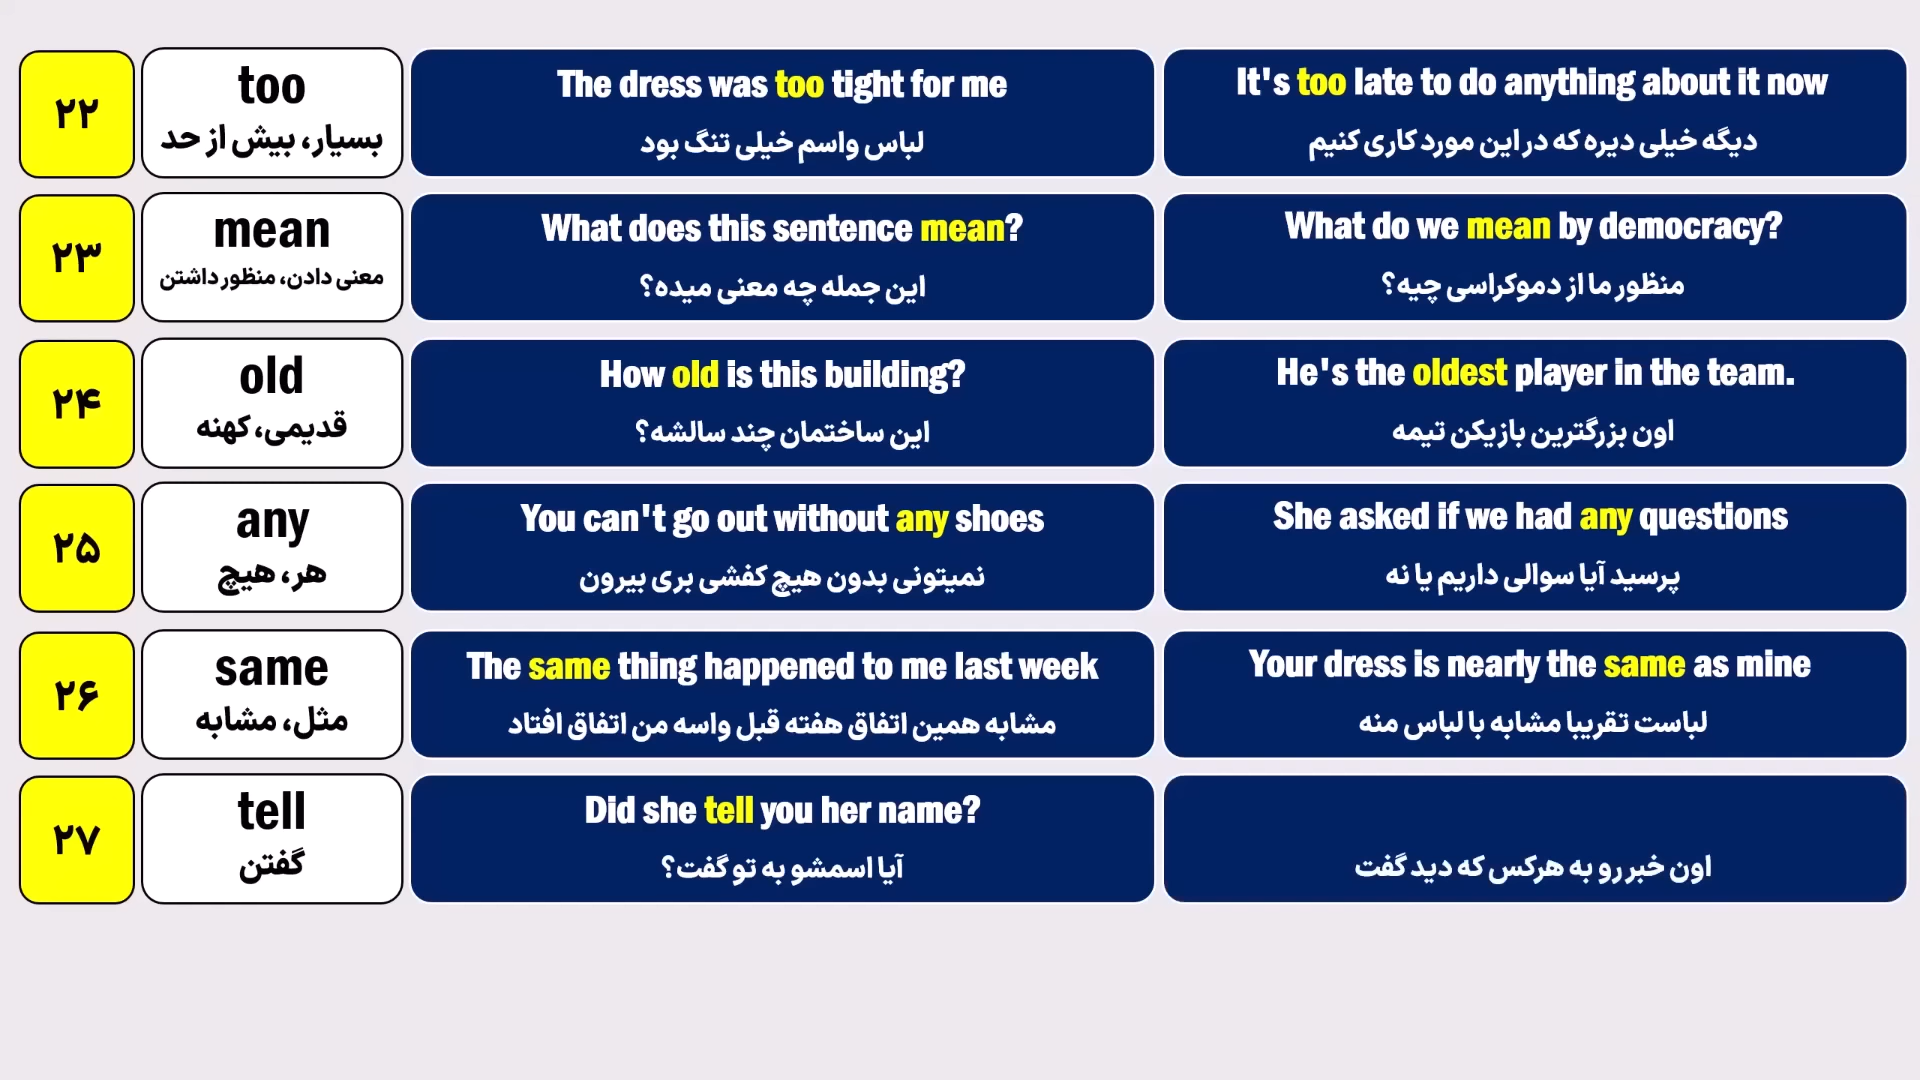 ۲۲
too
بسیار، بیش از حد
The dress was too tight for me
لباس واسم خیلی تنگ بود
It's too late to do anything about it now
دیگه خیلی دیره که در این مورد کاری کنیم
۲۳
mean
معنی دادن، منظور داشتن
What does this sentence mean?
این جمله چه معنی میده؟
What do we mean by democracy?
منظور ما از دموکراسی چیه؟
۲۴
old
قدیمی، کهنه
How old is this building?
این ساختمان چند سالشه؟
He's the oldest player in the team.
اون بزرگترین بازیکن تیمه
۲۵
any
هر، هیچ
You can't go out without any shoes
نمیتونی بدون هیچ کفشی بری بیرون
She asked if we had any questions
پرسید آیا سوالی داریم یا نه
۲۶
same
مثل، مشابه
The same thing happened to me last week
مشابه همین اتفاق هفته قبل واسه من اتفاق افتاد
Your dress is nearly the same as mine
لباست تقریبا مشابه با لباس منه
۲۷
tell
گفتن
Did she tell you her name?
آیا اسمشو به تو گفت؟
اون خبر رو به هرکس که دید گفت